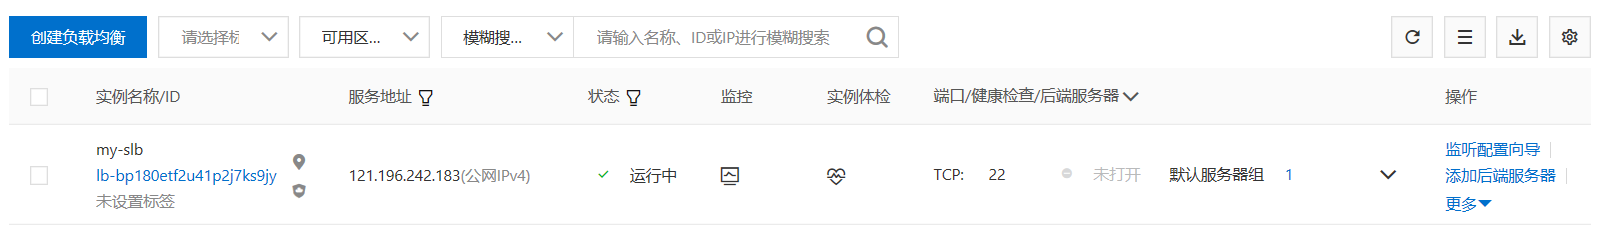 创建负载均衡 请选择标 可用区... 模糊搜... 请输入名称、ID或IP进行模糊搜索
实例名称/ID 服务地址 状态 监控 实例体检 端口/健康检查/后端服务器 操作
my-slb
lb-bp180etf2u41p2j7ks9jy
未设置标签
121.196.242.183(公网IPv4)
运行中
TCP: 22 未打开 默认服务器组 1
监听配置向导
添加后端服务器
更多